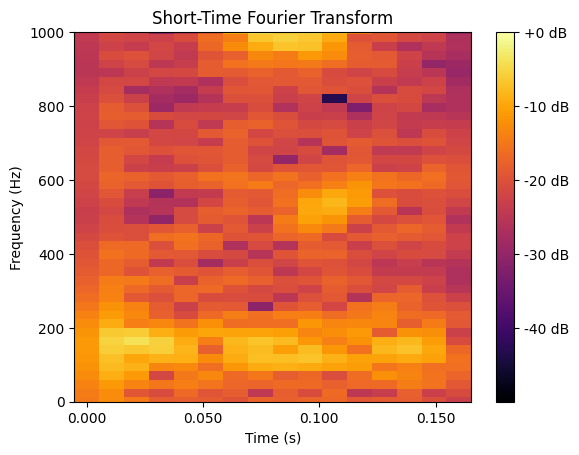 Short-Time Fourier Transform
1000
800
600
400
200
0
Frequency (Hz)
0.000
0.050
0.100
0.150
Time (s)
+0 dB
-10 dB
-20 dB
-30 dB
-40 dB